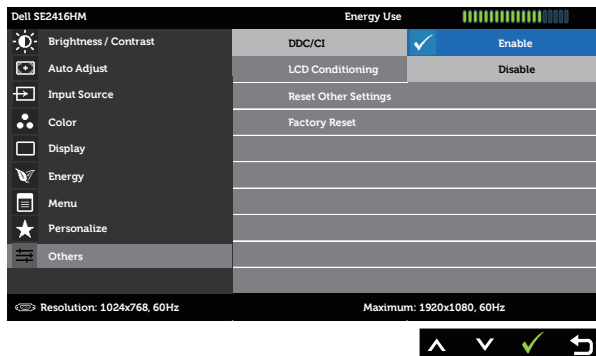 Dell SE2416HM Energy Use
Brightness / Contrast DDC/CI Enable
Auto Adjust LCD Conditioning Disable
Input Source Reset Other Settings
Color Factory Reset
Display
Energy
Menu
Personalize
Others
Resolution: 1024x768, 60Hz Maximum: 1920x1080, 60Hz